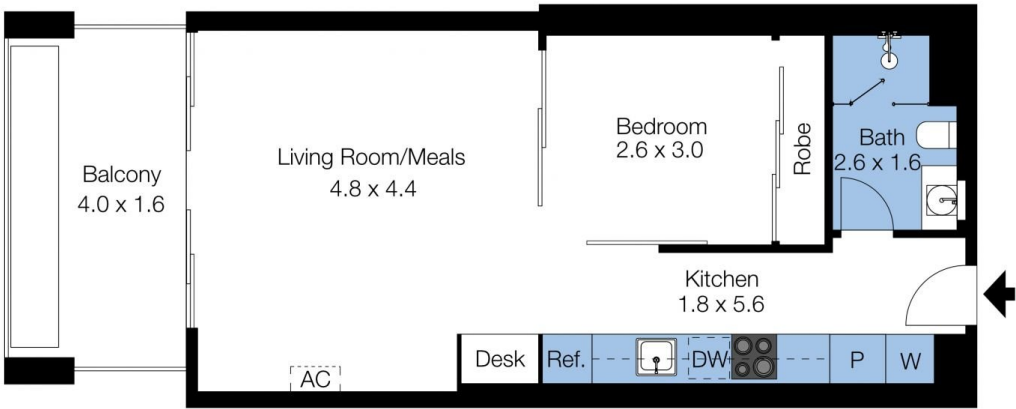 Balcony
4.0 x 1.6
Living Room/Meals
4.8 x 4.4
Bedroom
2.6 x 3.0
Robe
Bath
2.6 x 1.6
Kitchen
1.8 x 5.6
AC
Desk
Ref.
DW
P
W